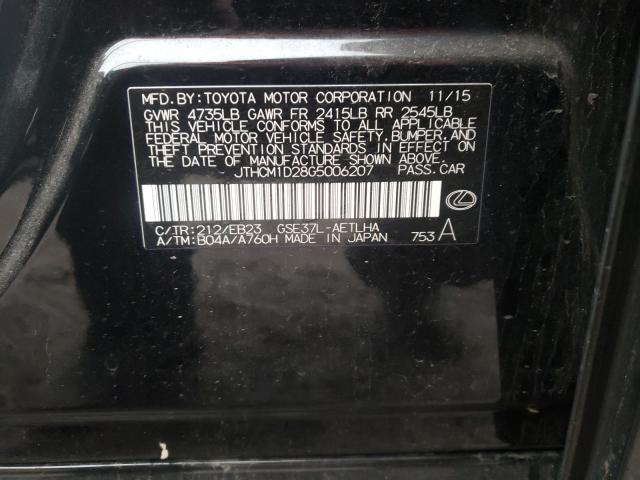 MFD.BY:TOYOTA MOTOR CORPORATION 11/15
GVWR 4735LB GAWR FR 2415LB RR 2545LB
THIS VEHICLE CONFORMS TO ALL APPLICABLE
FEDERAL MOTOR VEHICLE SAFETY,BUMPER,AND
THEFT PREVENTION STANDARDS IN EFFECT ON
THE DATE OF MANUFACTURE SHOWN ABOVE.
JTHCM1D28G5006207 PASS.CAR
C/TR:212/EB23 GSE37L-AETLHA
A/TM:B04A/A760H MADE IN JAPAN 753A